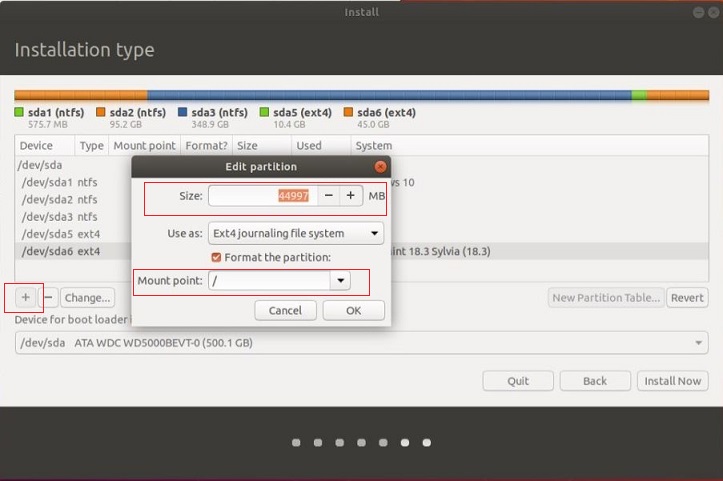 Install
Installation type
sda1 (ntfs) sda2 (ntfs) sda3 (ntfs) sda5 (ext4) sda6 (ext4)
575.7 MB 95.2 GB 348.9 GB 10.4 GB 45.0 GB
Device Type Mount point Format? Size Used System
/dev/sda
/dev/sda1 ntfs 10
/dev/sda2 ntfs
/dev/sda3 ntfs
/dev/sda5 ext4
/dev/sda6 ext4 int 18.3 Sylvia (18.3)
Edit partition
Size: 44997 − + MB
Use as: Ext4 journaling file system
Format the partition:
Mount point: /
Cancel OK
+ − Change... New Partition Table... Revert
Device for boot loader
/dev/sda ATA WDC WD5000BEVT-0 (500.1 GB)
Quit Back Install Now